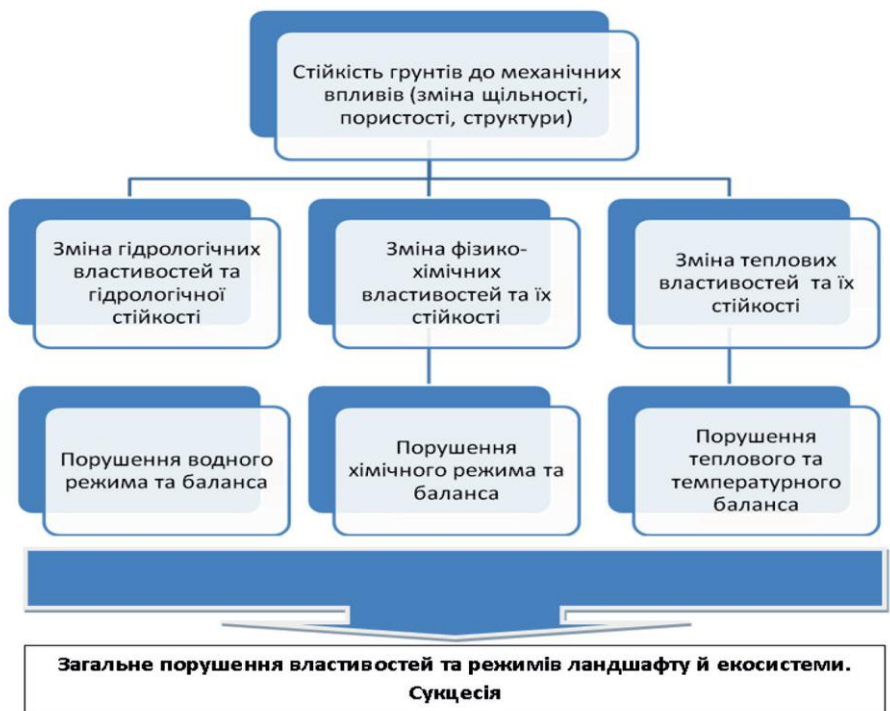 Стійкість грунтів до механічних
впливів (зміна щільності,
пористості, структури)
Зміна гідрологічних
властивостей та
гідрологічної
стійкості
Зміна фізико-
хімічних
властивостей та їх
стійкості
Зміна теплових
властивостей та їх
стійкості
Порушення водного
режима та баланса
Порушення
хімічного режима та
баланса
Порушення
теплового та
температурного
баланса
Загальне порушення властивостей та режимів ландшафту й екосистеми.
Сукцесія